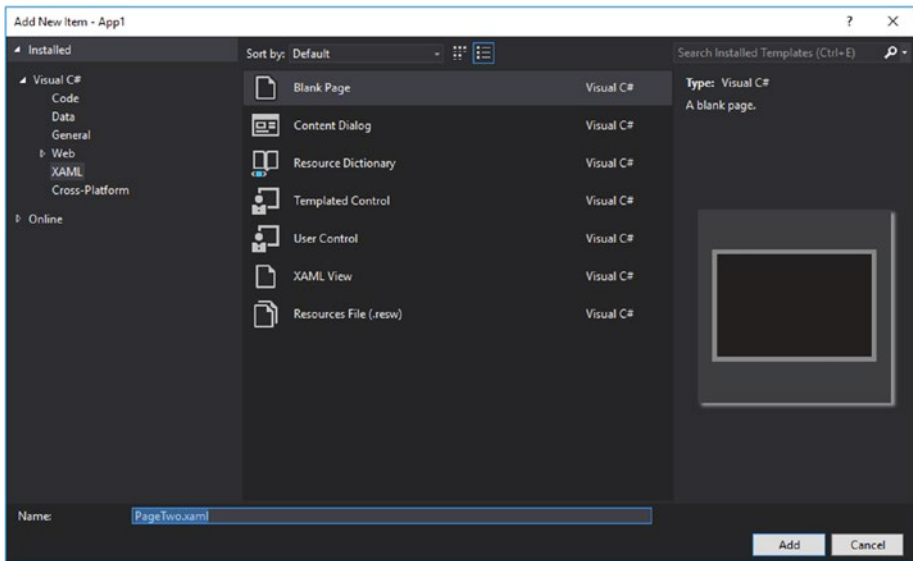 Add New Item - App1
Installed
Sort by: Default
Search Installed Templates (Ctrl+E)
Visual C#
Code
Data
General
Web
XAML
Cross-Platform
Online
Blank Page Visual C#
Content Dialog Visual C#
Resource Dictionary Visual C#
Templated Control Visual C#
User Control Visual C#
XAML View Visual C#
Resources File (.resw) Visual C#
Type: Visual C#
A blank page.
Name: PageTwo.xaml
Add Cancel